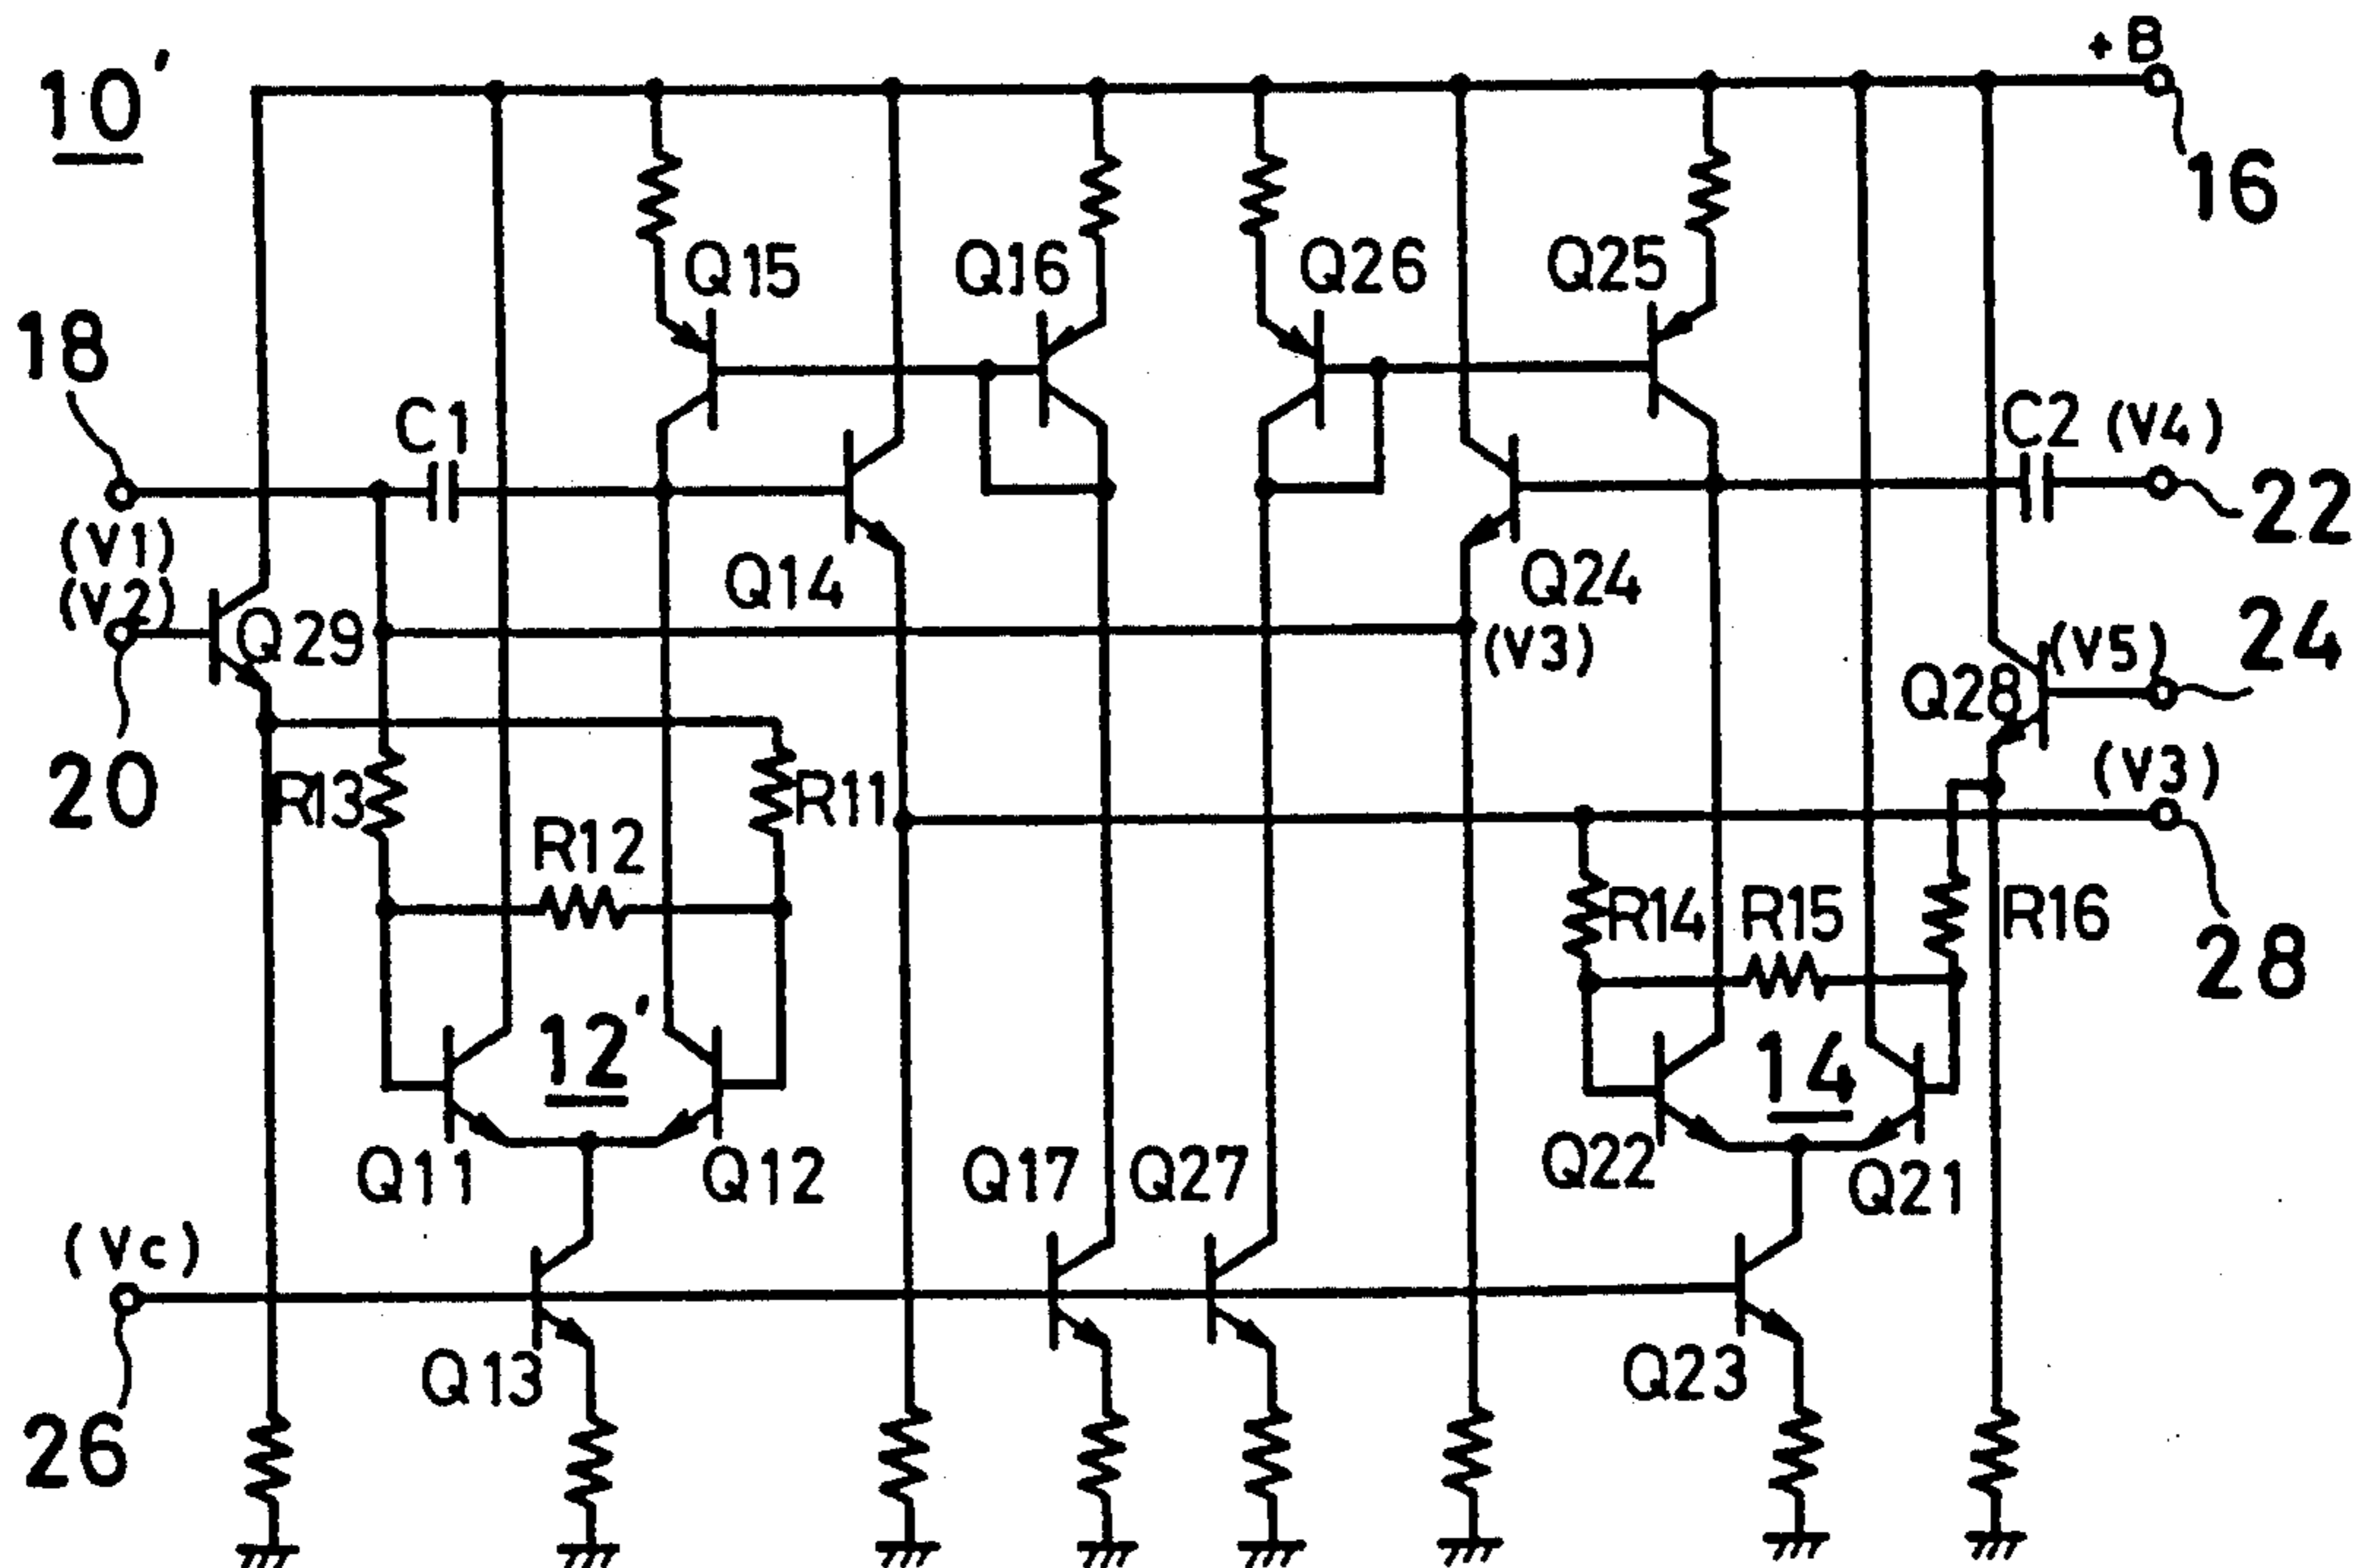 10'
+B
16
Q15
Q16
Q26
Q25
18
C1
C2
(V4)
22
(V1)
(V2)
Q29
Q14
Q24
(V3)
(V5)
24
Q28
20
R13
R11
(V3)
R12
R14
R15
R16
28
12'
14
Q11
Q12
Q17
Q27
Q22
Q21
(Vc)
Q13
Q23
26